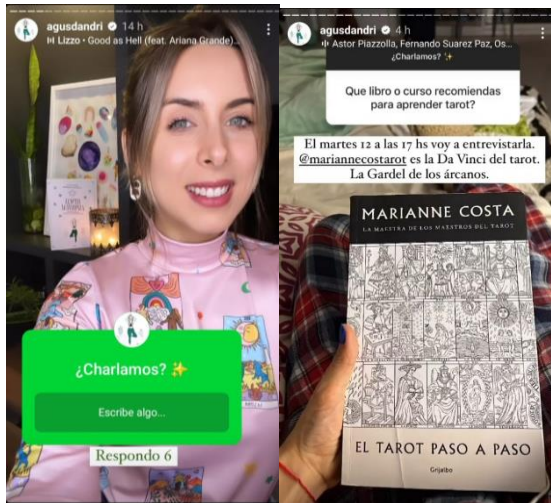 agusdandri 14 h
Lizzo • Good as Hell (feat. Ariana Grande)...
¿Charlamos? ✨
Escribe algo...
Respondo 6
agusdandri 4 h
Astor Piazzolla, Fernando Suarez Paz, Os...
¿Charlamos? ✨
Que libro o curso recomiendas
para aprender tarot?
El martes 12 a las 17 hs voy a entrevistarla.
@mariannecostarot es la Da Vinci del tarot.
La Gardel de los árcanos.
MARIANNE COSTA
LA MAESTRA DE LOS MAESTROS DEL TAROT
EL TAROT PASO A PASO
Grijalbo